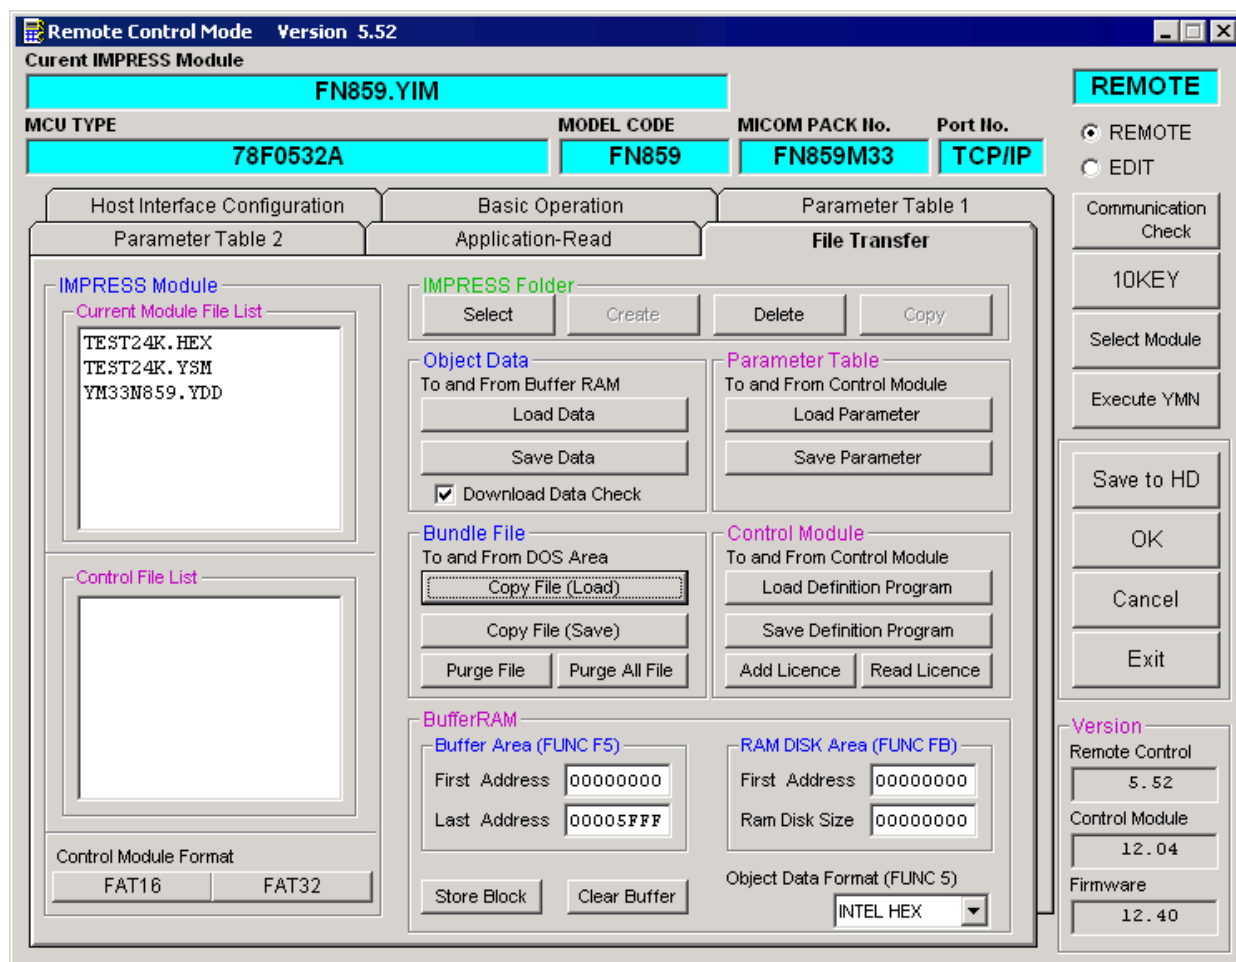 Remote Control Mode Version 5.52
Curent IMPRESS Module
FN859.YIM
REMOTE
MCU TYPE
MODEL CODE
MICOM PACK No.
Port No.
78F0532A
FN859
FN859M33
TCP/IP
REMOTE
EDIT
Host Interface Configuration
Basic Operation
Parameter Table 1
Parameter Table 2
Application-Read
File Transfer
IMPRESS Module
Current Module File List
TEST24K.HEX
TEST24K.YSM
YM33N859.YDD
Control File List
Control Module Format
FAT16
FAT32
IMPRESS Folder
Select
Create
Delete
Copy
Object Data
To and From Buffer RAM
Load Data
Save Data
Download Data Check
Parameter Table
To and From Control Module
Load Parameter
Save Parameter
Bundle File
To and From DOS Area
Copy File (Load)
Copy File (Save)
Purge File
Purge All File
Control Module
To and From Control Module
Load Definition Program
Save Definition Program
Add Licence
Read Licence
BufferRAM
Buffer Area (FUNC F5)
First Address 00000000
Last Address 00005FFF
RAM DISK Area (FUNC FB)
First Address 00000000
Ram Disk Size 00000000
Store Block
Clear Buffer
Object Data Format (FUNC 5)
INTEL HEX
Communication
Check
10KEY
Select Module
Execute YMN
Save to HD
OK
Cancel
Exit
Version
Remote Control
5.52
Control Module
12.04
Firmware
12.40